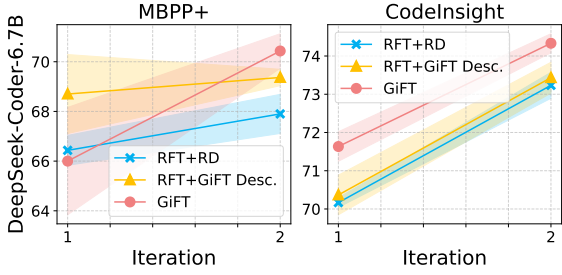 MBPP+
DeepSeek-Coder-6.7B
70
68
66
64
1
2
Iteration
RFT+RD
RFT+GiFT Desc.
GiFT
CodeInsight
74
73
72
71
70
1
2
Iteration
RFT+RD
RFT+GiFT Desc.
GiFT